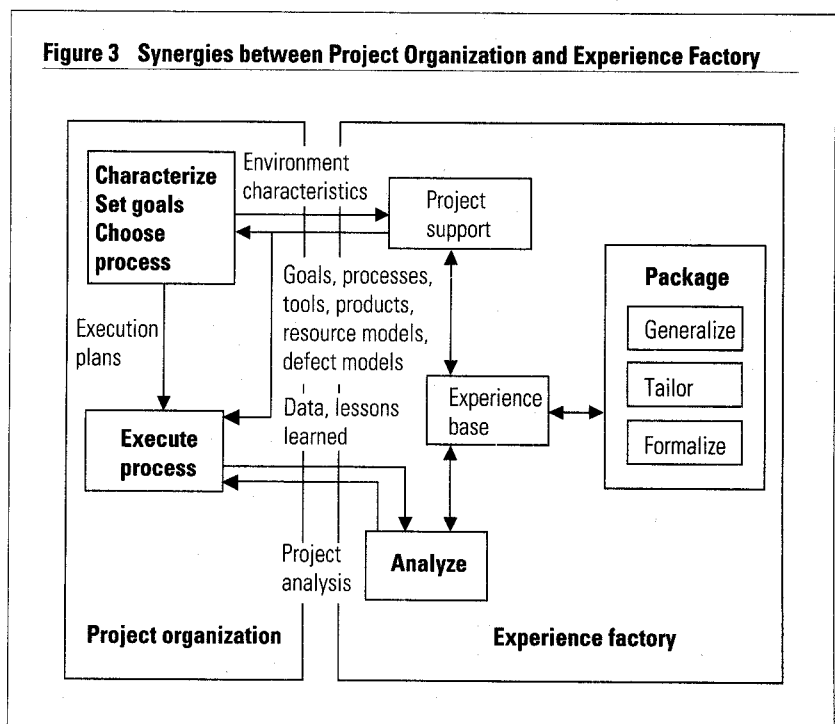 Figure 3 Synergies between Project Organization and Experience Factory
Characterize
Set goals
Choose
process
Environment
characteristics
Project
support
Goals, processes,
tools, products,
resource models,
defect models
Execution
plans
Package
Generalize
Tailor
Formalize
Experience
base
Data, lessons
learned
Execute
process
Project
analysis
Analyze
Project organization
Experience factory